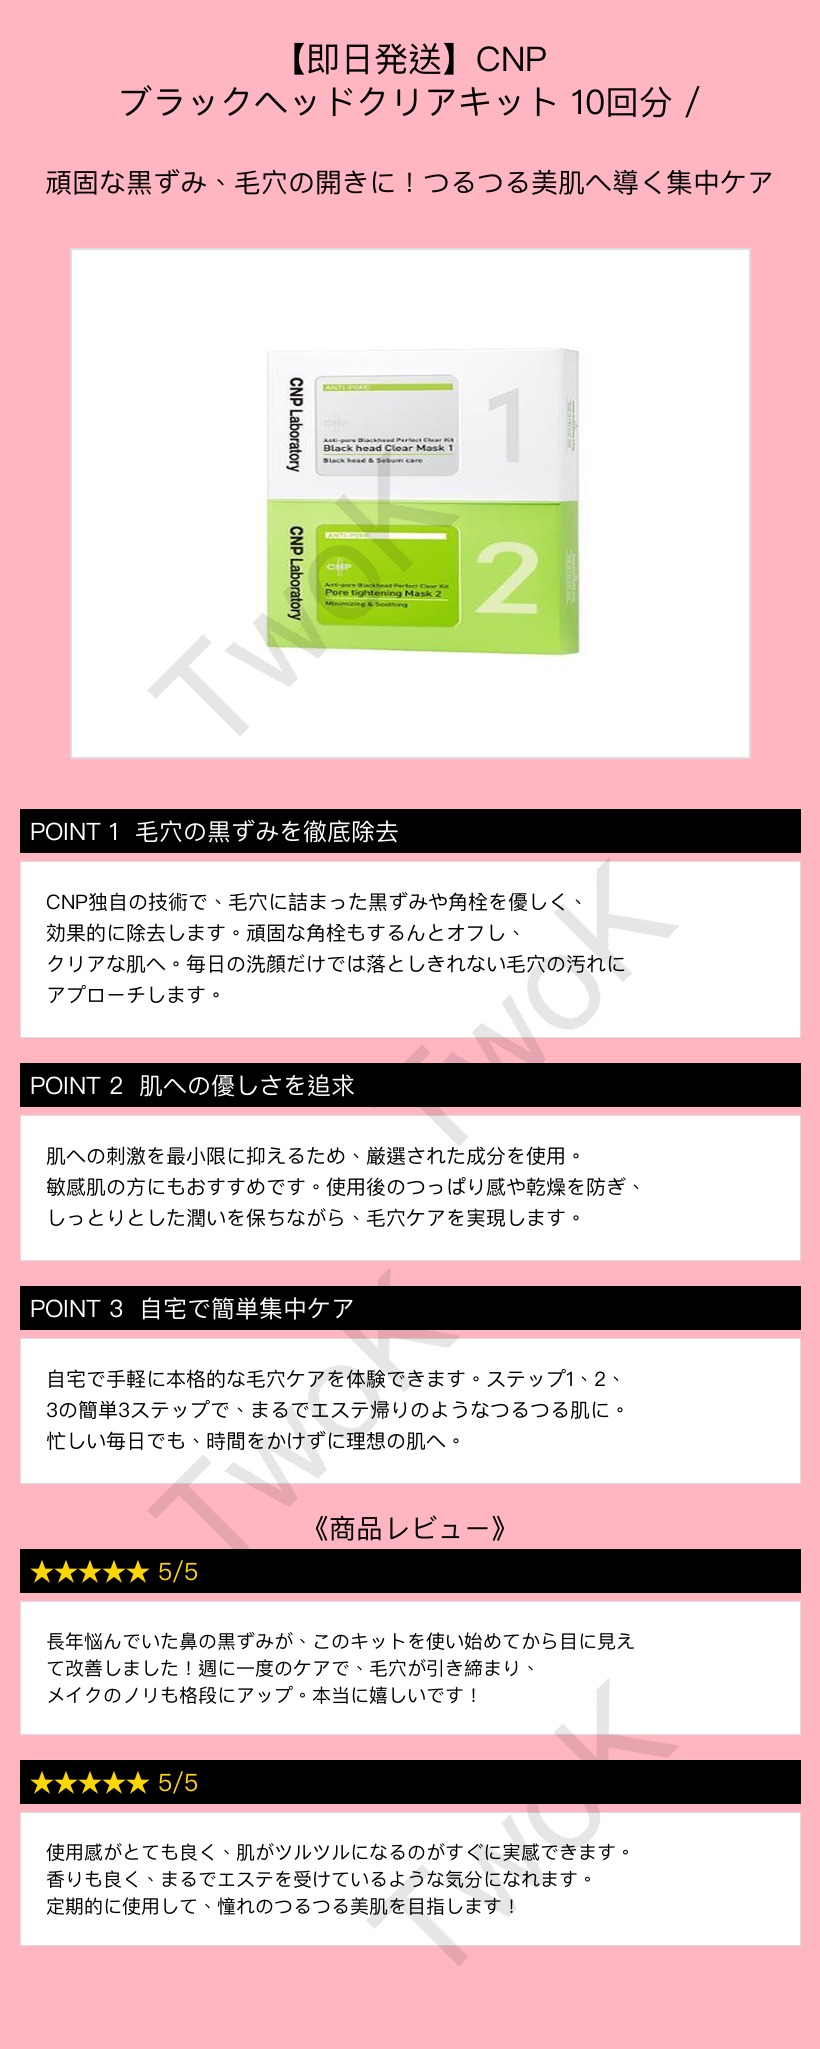 【即日発送】CNP
ブラックヘッドクリアキット 10回分 /
頑固な黒ずみ、毛穴の開きに！つるつる美肌へ導く集中ケア
CNP Laboratory
ANTI-PORE
CNP
Anti-pore Blackhead Perfect Clear Kit
Black head Clear Mask 1
Black head & Sebum care
1
CNP Laboratory
ANTI-PORE
CNP
Anti-pore Blackhead Perfect Clear Kit
Pore tightening Mask 2
Minimizing & Soothing
2
TwoK
POINT 1 毛穴の黒ずみを徹底除去
CNP独自の技術で、毛穴に詰まった黒ずみや角栓を優しく、
効果的に除去します。頑固な角栓もするんとオフし、
クリアな肌へ。毎日の洗顔だけでは落としきれない毛穴の汚れに
アプローチします。
TwoK
POINT 2 肌への優しさを追求
肌への刺激を最小限に抑えるため、厳選された成分を使用。
敏感肌の方にもおすすめです。使用後のつっぱり感や乾燥を防ぎ、
しっとりとした潤いを保ちながら、毛穴ケアを実現します。
POINT 3 自宅で簡単集中ケア
自宅で手軽に本格的な毛穴ケアを体験できます。ステップ1、2、
3の簡単3ステップで、まるでエステ帰りのようなつるつる肌に。
忙しい毎日でも、時間をかけずに理想の肌へ。
TwoK
《商品レビュー》
★★★★★ 5/5
長年悩んでいた鼻の黒ずみが、このキットを使い始めてから目に見え
て改善しました！週に一度のケアで、毛穴が引き締まり、
メイクのノリも格段にアップ。本当に嬉しいです！
★★★★★ 5/5
使用感がとても良く、肌がツルツルになるのがすぐに実感できます。
香りも良く、まるでエステを受けているような気分になれます。
定期的に使用して、憧れのつるつる美肌を目指します！
TwoK